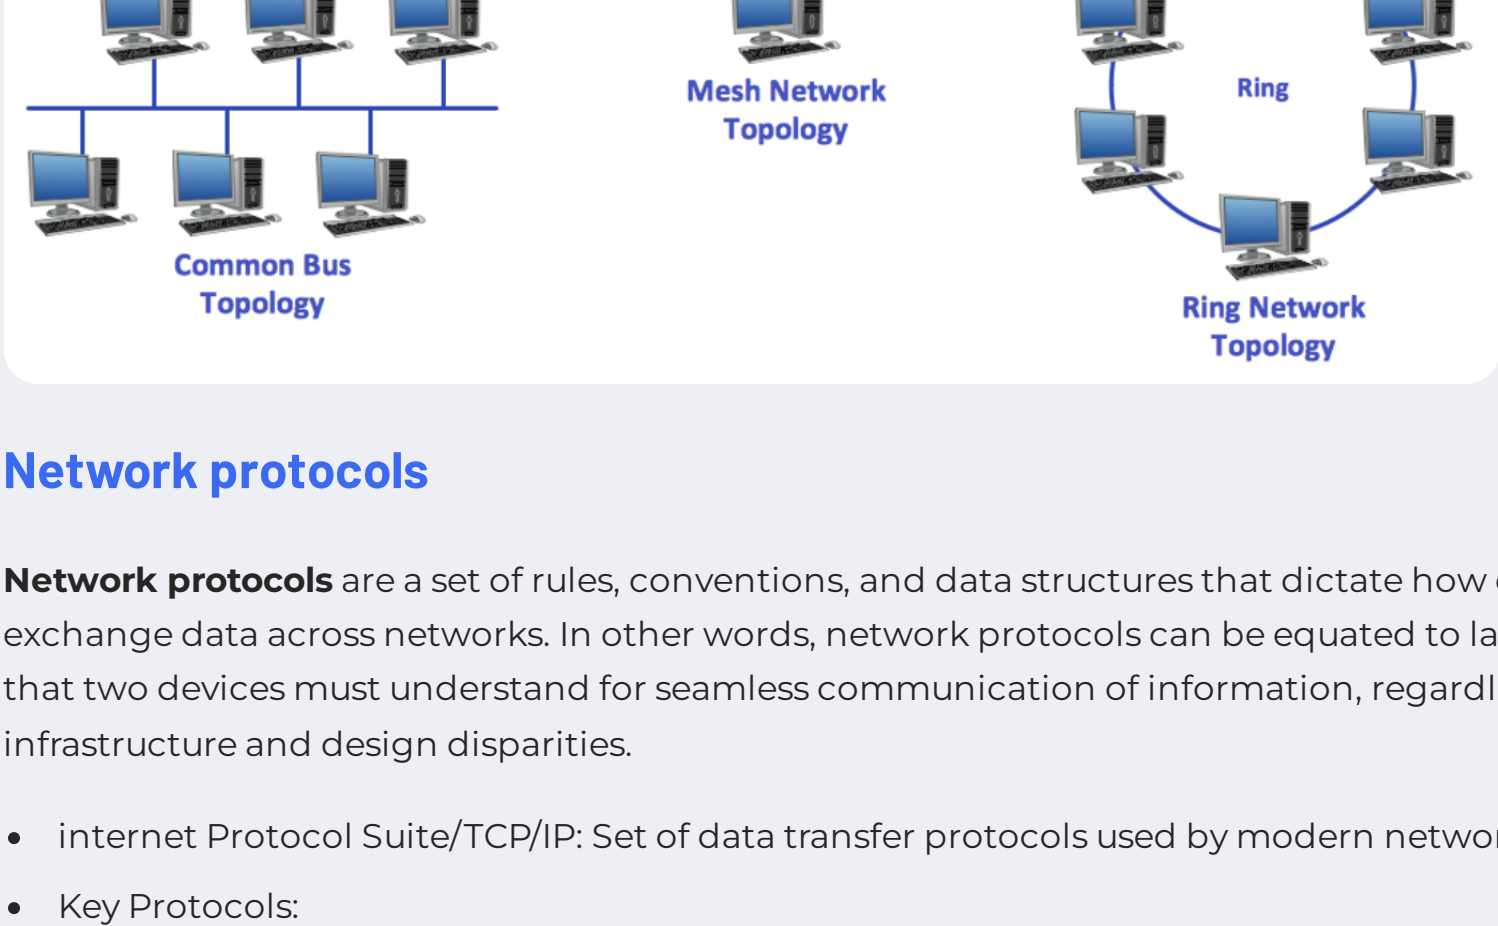 Mesh Network
Topology
Ring
Common Bus
Topology
Ring Network
Topology
Network protocols
Network protocols are a set of rules, conventions, and data structures that dictate how
exchange data across networks. In other words, network protocols can be equated to la
that two devices must understand for seamless communication of information, regardl
infrastructure and design disparities.
• internet Protocol Suite/TCP/IP: Set of data transfer protocols used by modern networ
• Key Protocols: